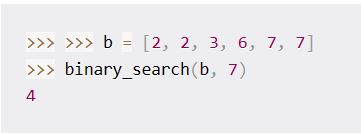 >>> >>> b = [2, 2, 3, 6, 7, 7]
>>> binary_search(b, 7)
4